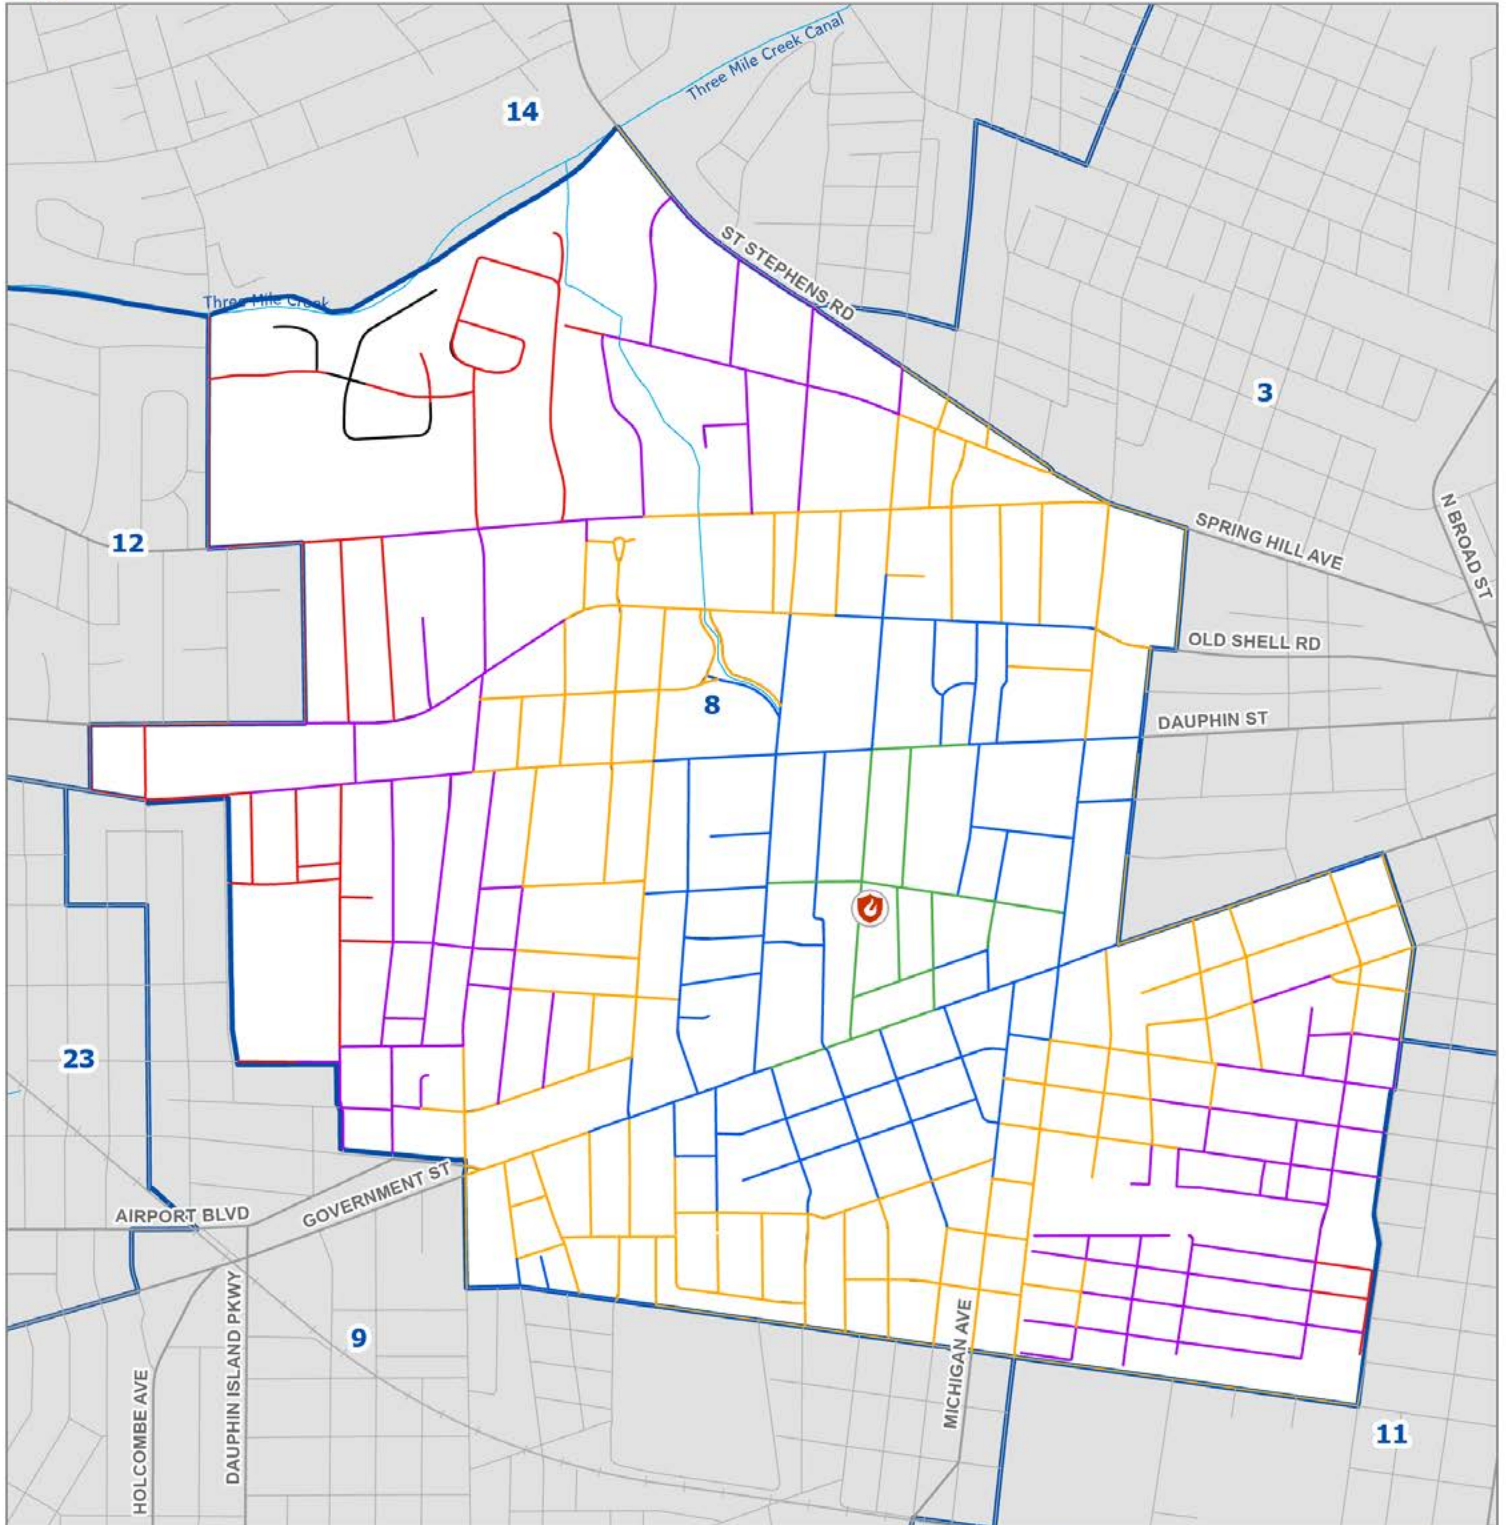 Three Mile Creek Canal
14
ST STEPHENS RD
Three Mile Creek
3
12
N BROAD ST
SPRING HILL AVE
OLD SHELL RD
8
DAUPHIN ST
23
GOVERNMENT ST
AIRPORT BLVD
DAUPHIN ISLAND PKWY
HOLCOMBE AVE
9
MICHIGAN AVE
11